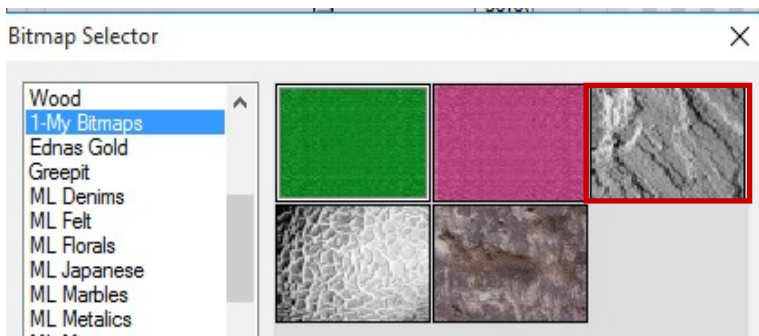 Bitmap Selector
Wood
1-My Bitmaps
Ednas Gold
Greepit
ML Denims
ML Felt
ML Florals
ML Japanese
ML Marbles
ML Metalics